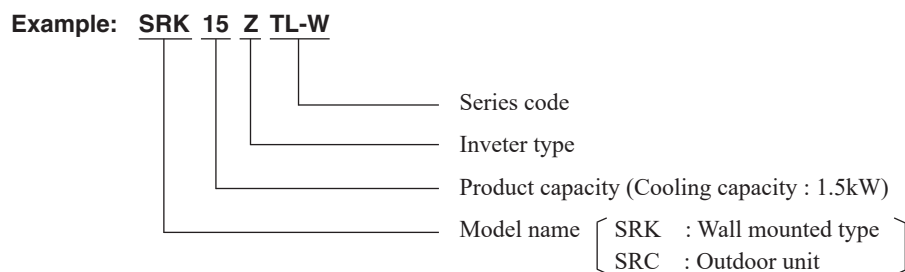 Example: SRK 15 Z TL-W
Series code
Inveter type
Product capacity (Cooling capacity : 1.5kW)
Model name SRK : Wall mounted type
SRC : Outdoor unit